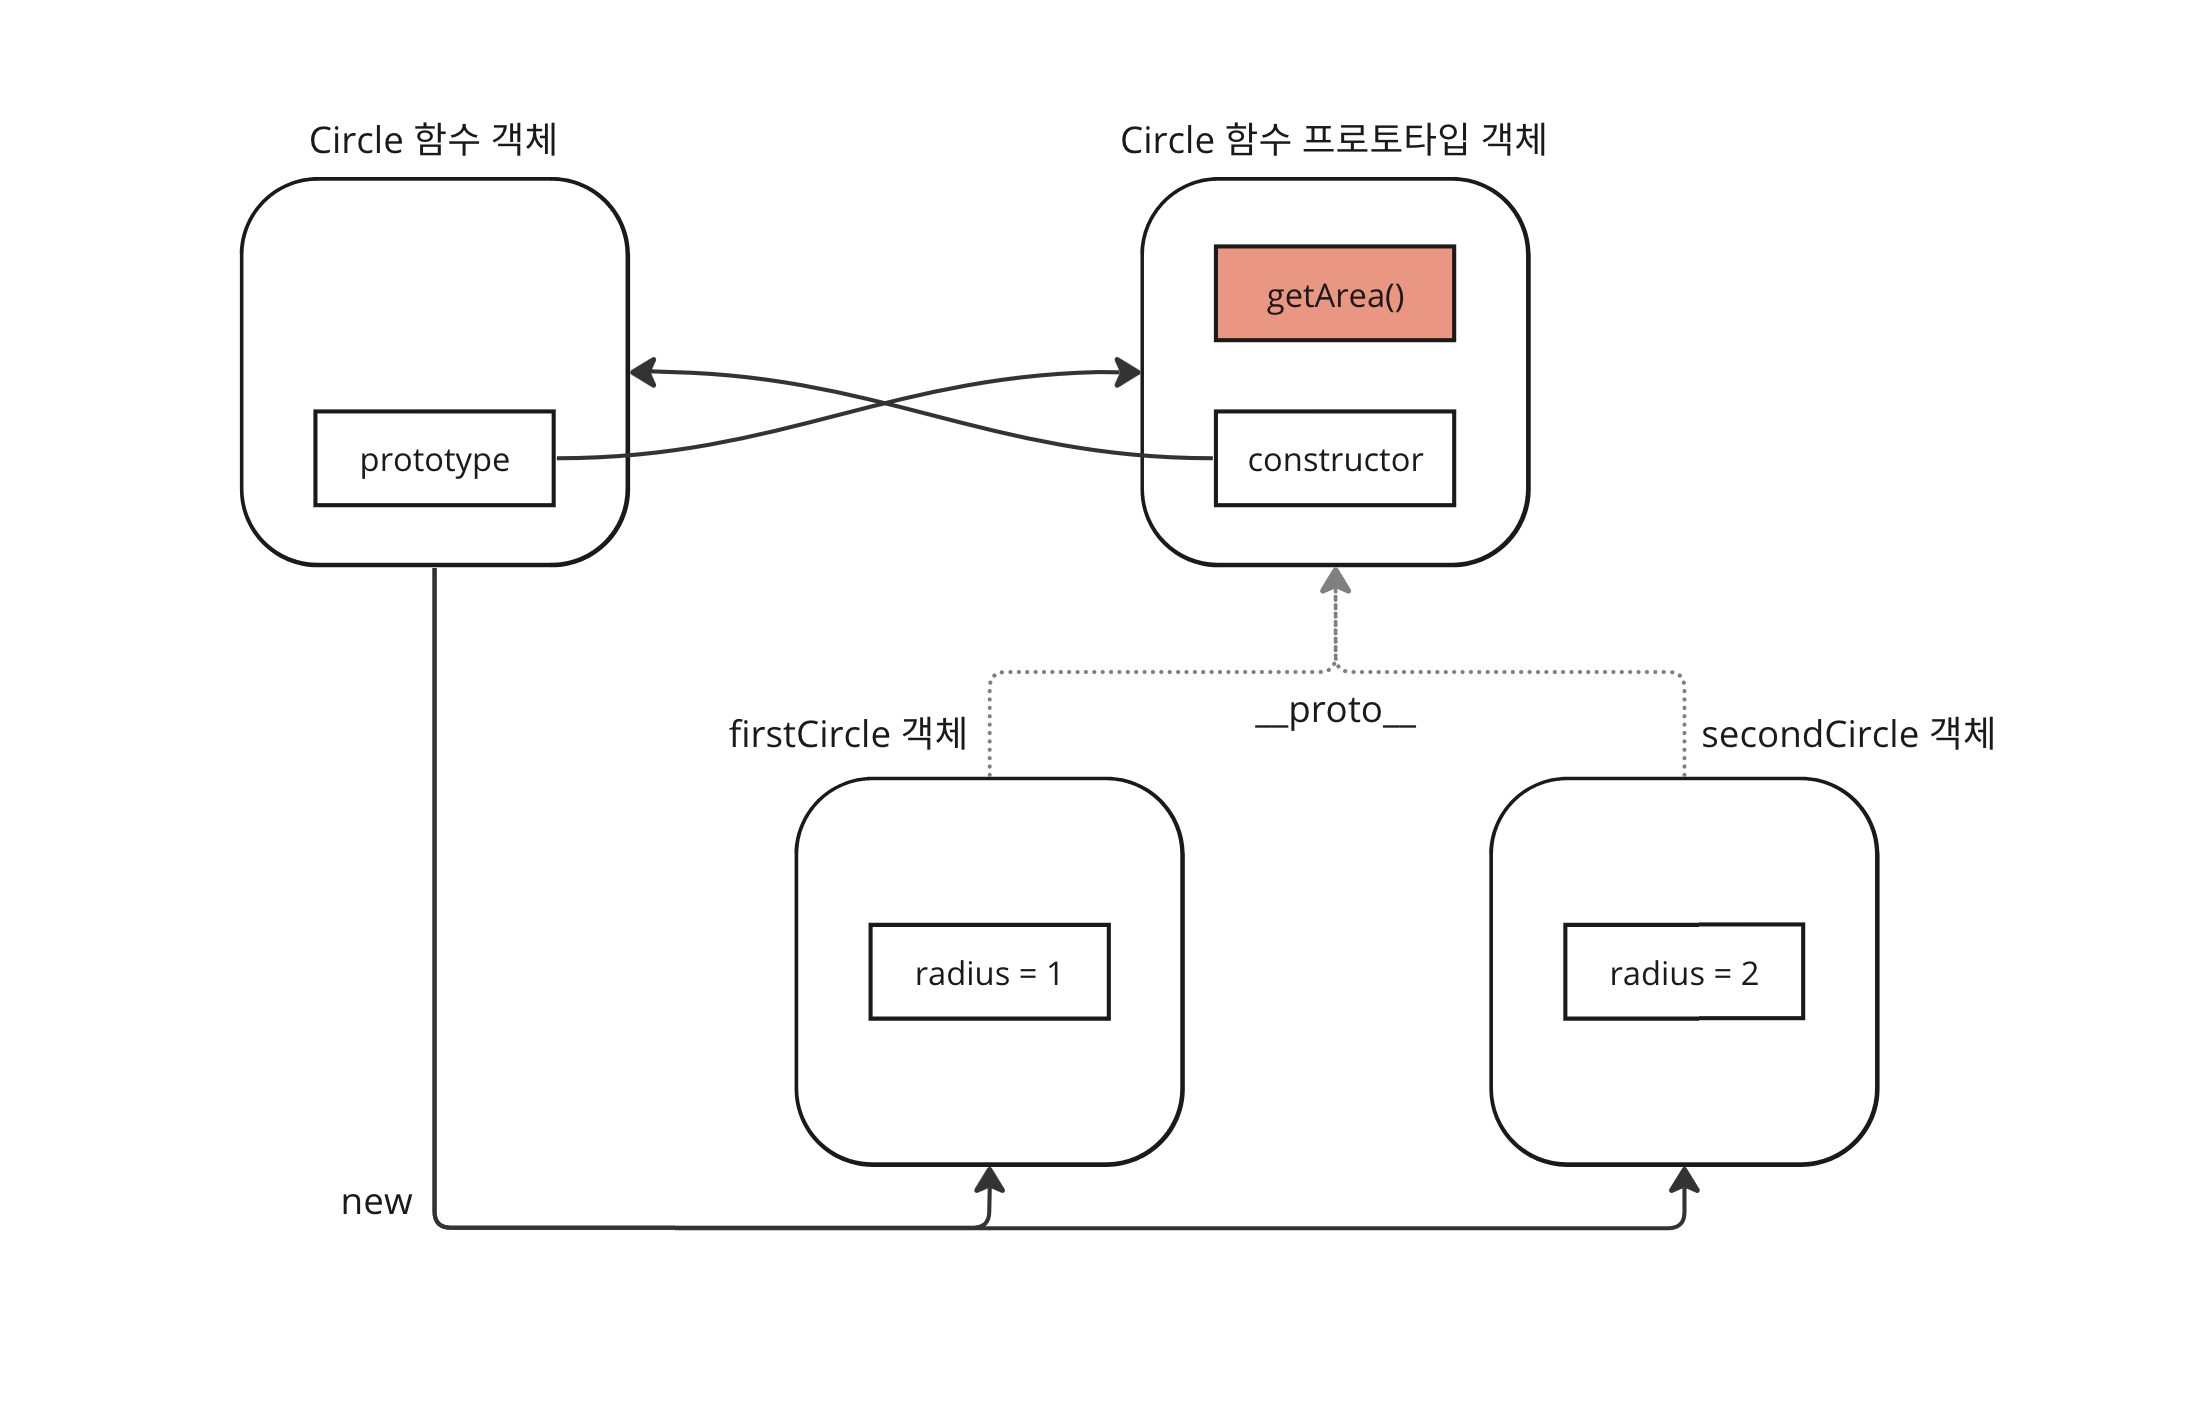 Circle 함수 객체
Circle 함수 프로토타입 객체
getArea()
prototype
constructor
__proto__
firstCircle 객체
secondCircle 객체
radius = 1
radius = 2
new